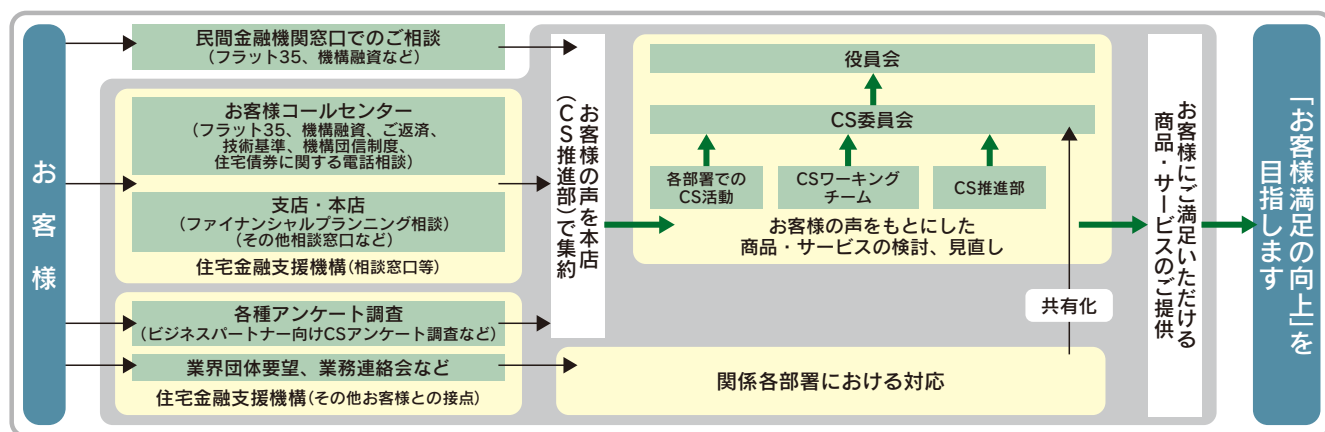 お客様
民間金融機関窓口でのご相談
（フラット35、機構融資など）
お客様コールセンター
（フラット35、機構融資、ご返済、
技術基準、機構団信制度、
住宅債券に関する電話相談）
支店・本店
（ファイナンシャルプランニング相談）
（その他相談窓口など）
住宅金融支援機構（相談窓口等）
各種アンケート調査
（ビジネスパートナー向けCSアンケート調査など）
業界団体要望、業務連絡会など
住宅金融支援機構（その他お客様との接点）
お客様の声を本店
（CS推進部）で集約
役員会
CS委員会
各部署での
CS活動
CSワーキング
チーム
CS推進部
お客様の声をもとにした
商品・サービスの検討、見直し
共有化
関係各部署における対応
お客様にご満足いただける
商品・サービスのご提供
「お客様満足の向上」を
目指します